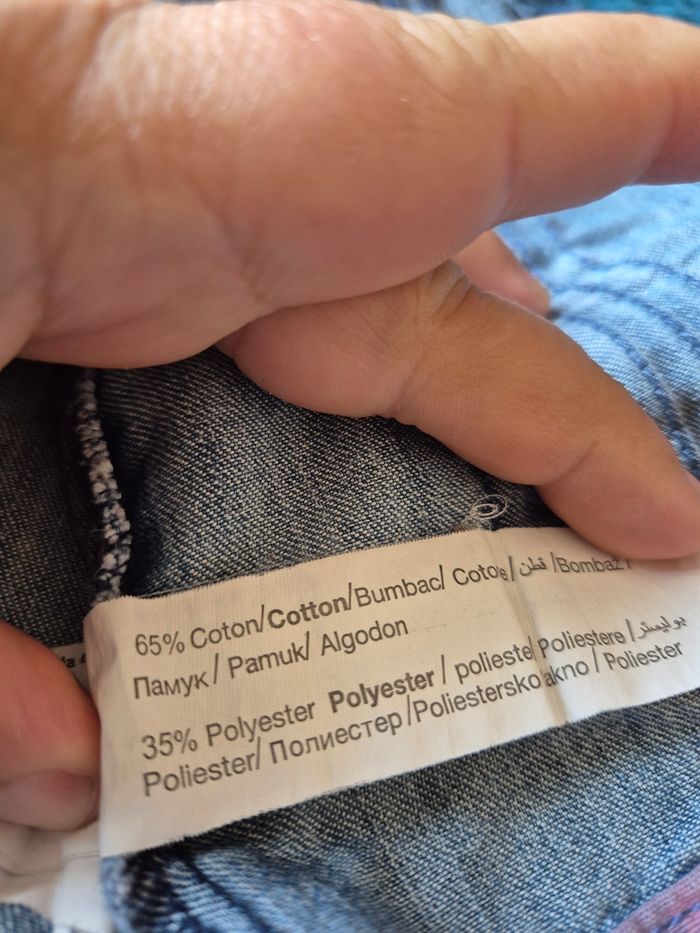 65% Coton/Cotton/Bumbac/ Cotone/قطن/Bombaž/
Памук/ Pamuk/ Algodon
35% Polyester Polyester/ polieste Poliestere/بوليستر
Poliester/ Полиестер/Poliestersko akno/Poliester